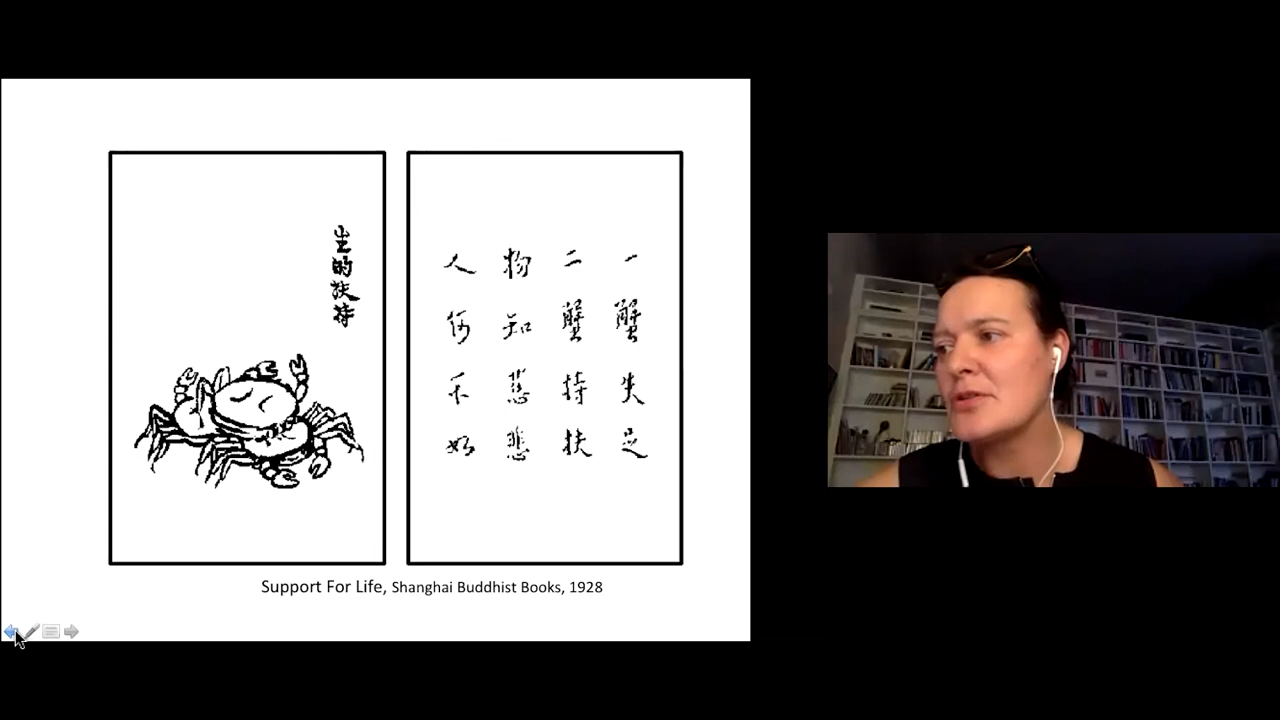 生的扶持
一蟹失足
二蟹持扶
物知慈悲
人何不如
Support For Life, Shanghai Buddhist Books, 1928